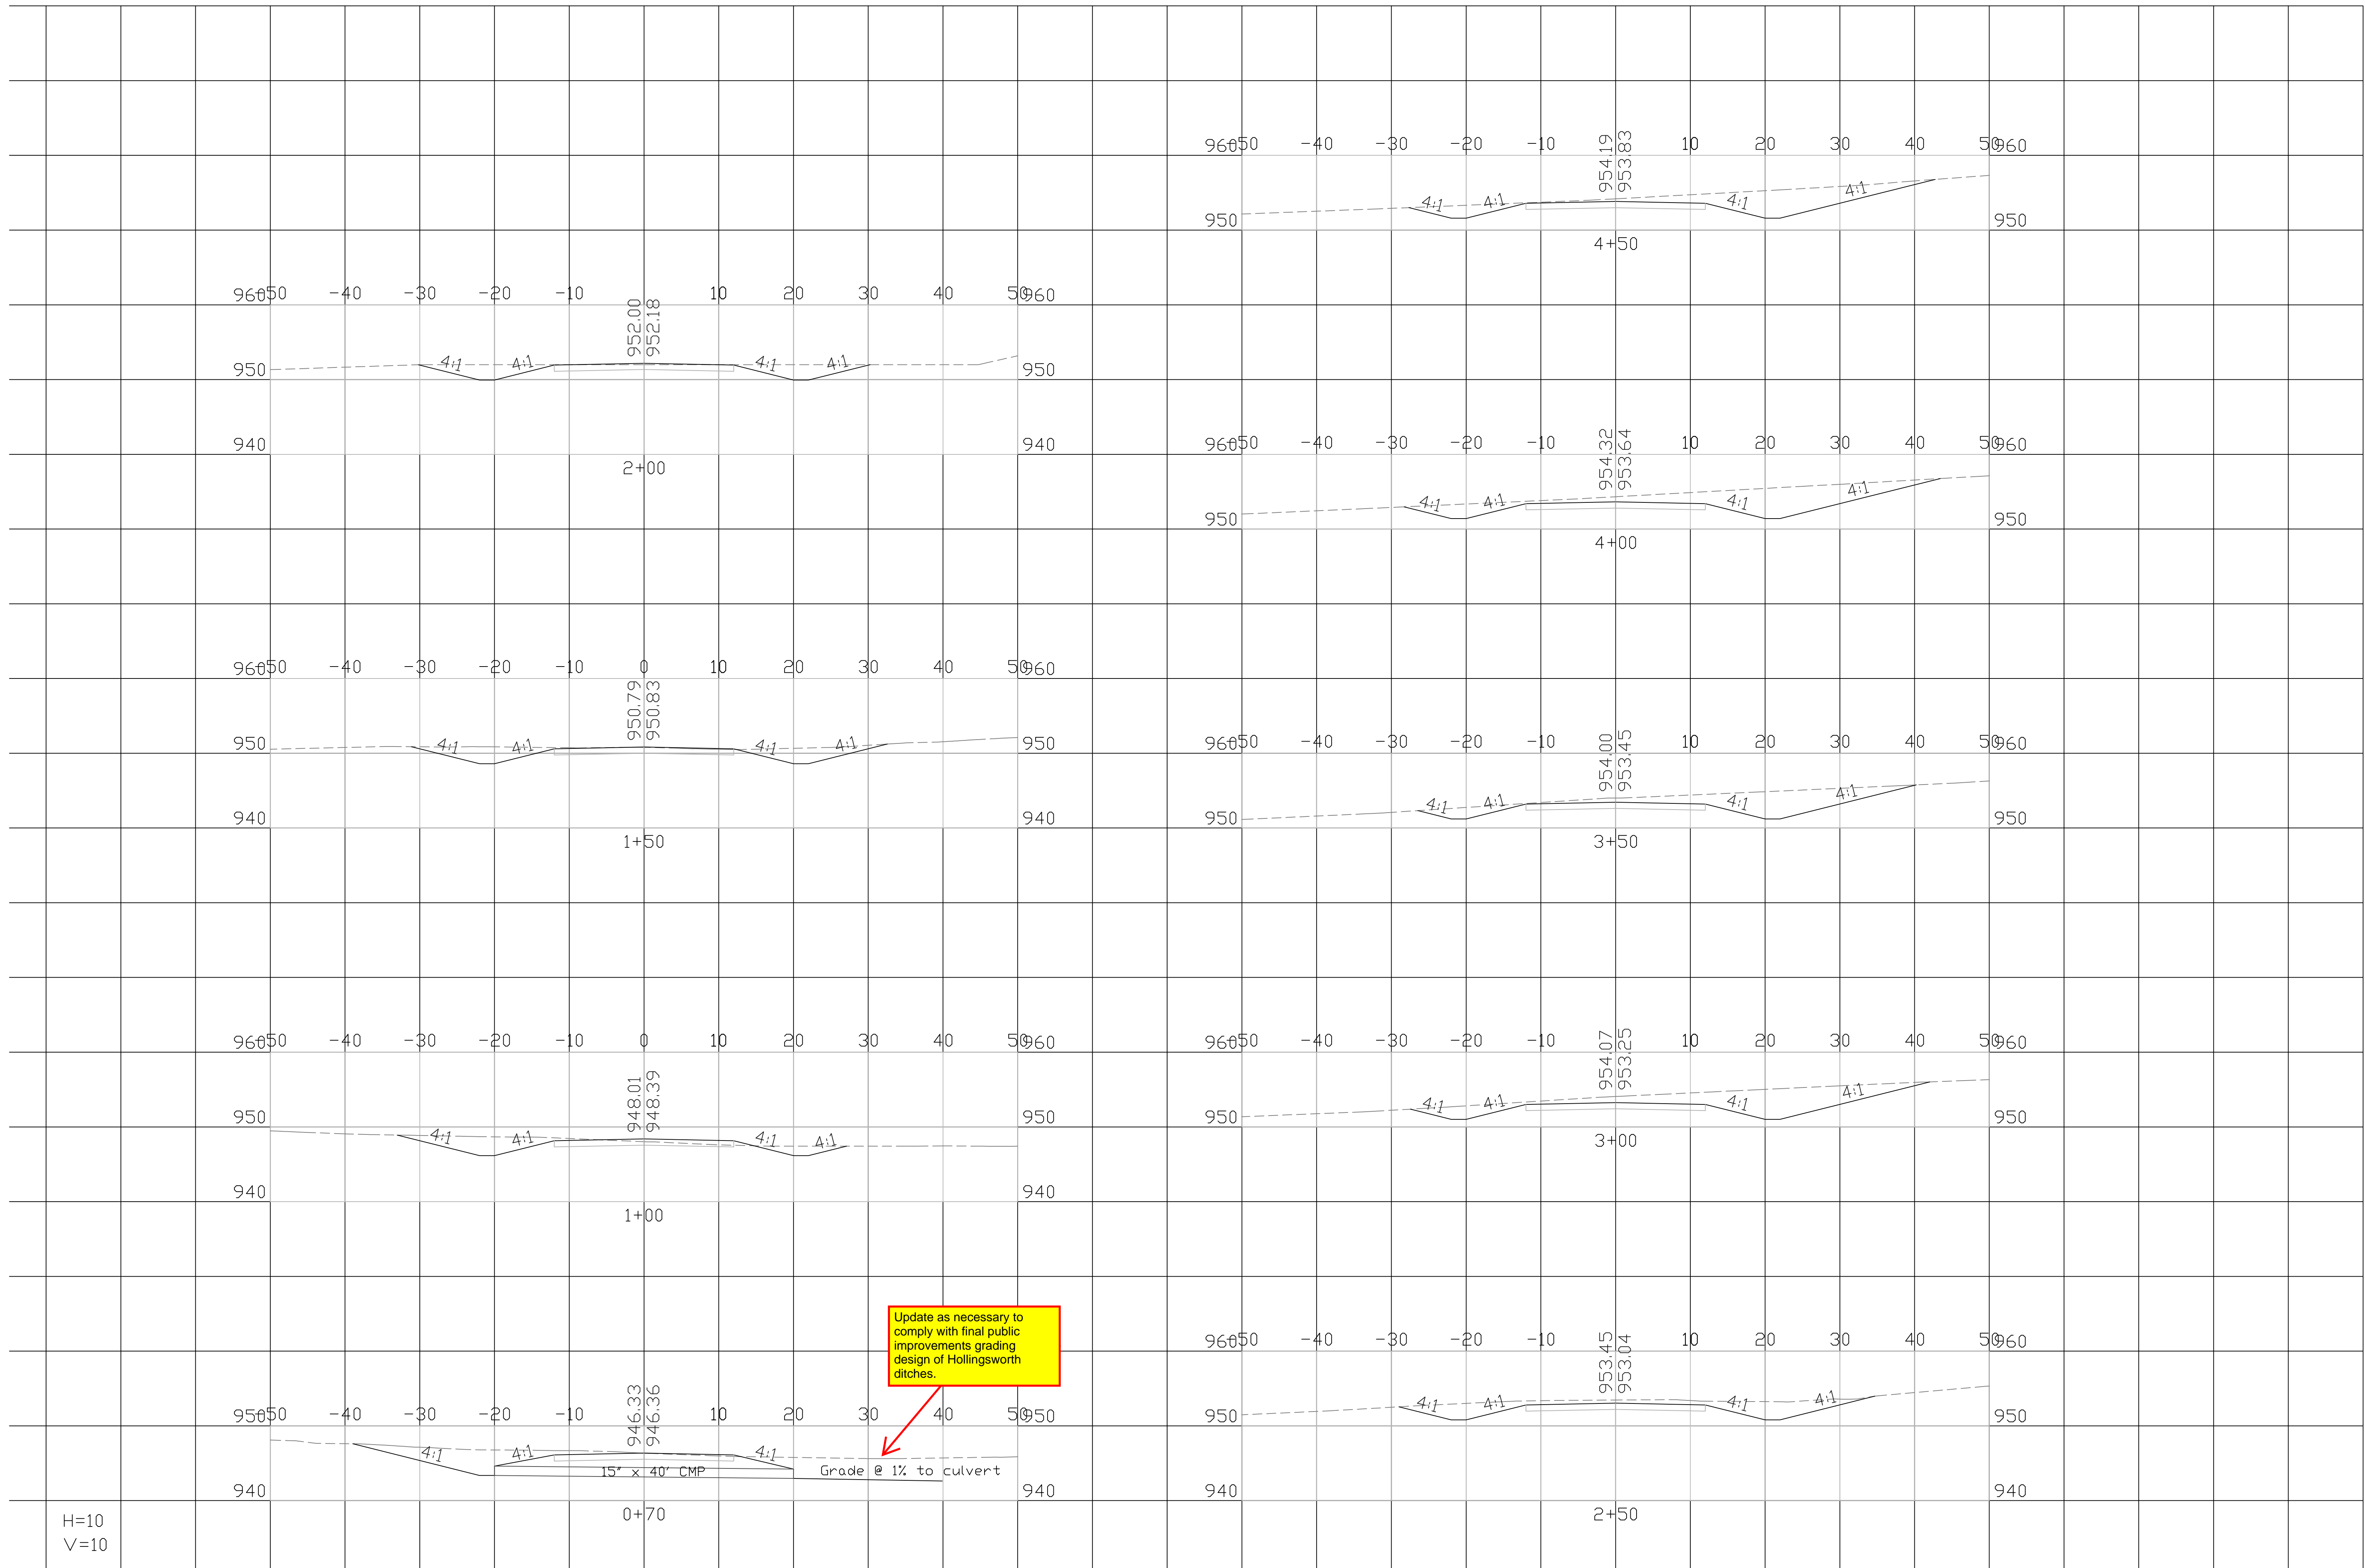 960 -50 -40 -30 -20 -10 954.19 953.83 10 20 30 40 50 960
4:1 4:1 4:1 4:1
950 950
4+50
960 -50 -40 -30 -20 -10 952.00 952.18 10 20 30 40 50 960
4:1 4:1 4:1 4:1
950 950
940 940
2+00
960 -50 -40 -30 -20 -10 954.32 953.64 10 20 30 40 50 960
4:1 4:1 4:1 4:1
950 950
4+00
960 -50 -40 -30 -20 -10 0 10 20 30 40 50 960
950.79 950.83
4:1 4:1 4:1 4:1
950 950
940 940
1+50
960 -50 -40 -30 -20 -10 954.00 953.45 10 20 30 40 50 960
4:1 4:1 4:1 4:1
950 950
3+50
960 -50 -40 -30 -20 -10 0 10 20 30 40 50 960
948.01 948.39
950 950
4:1 4:1 4:1 4:1
940 940
1+00
960 -50 -40 -30 -20 -10 954.07 953.25 10 20 30 40 50 960
4:1 4:1 4:1 4:1
950 950
3+00
Update as necessary to
comply with final public
improvements grading
design of Hollingsworth
ditches.
950 -50 -40 -30 -20 -10 946.33 946.36 10 20 30 40 50 950
4:1 4:1 4:1
15" x 40' CMP Grade @ 1% to culvert
940 940
0+70
960 -50 -40 -30 -20 -10 953.45 953.04 10 20 30 40 50 960
4:1 4:1 4:1 4:1
950 950
940 940
2+50
H=10
V=10